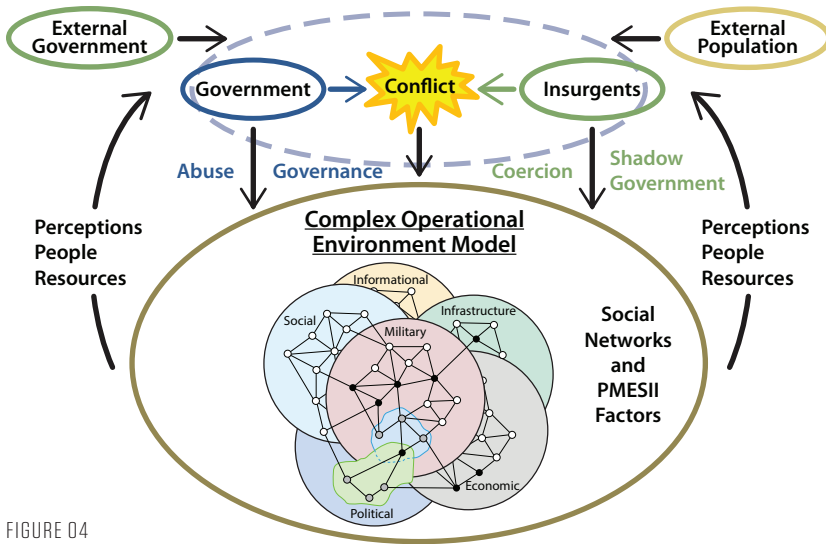 External
Government
External
Population
Government
Conflict
Insurgents
Abuse
Governance
Coercion
Shadow
Government
Perceptions
People
Resources
Complex Operational
Environment Model
Perceptions
People
Resources
Informational
Social
Infrastructure
Military
Social
Networks
and
PMESII
Factors
Economic
Political
FIGURE 04